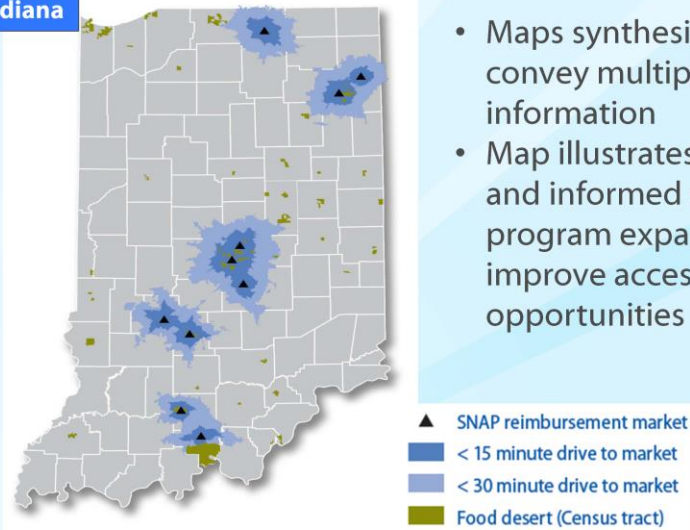 diana
• Maps synthesi
convey multip
information
• Map illustrates
and informed
program expa
improve acces
opportunities
SNAP reimbursement market
< 15 minute drive to market
< 30 minute drive to market
Food desert (Census tract)